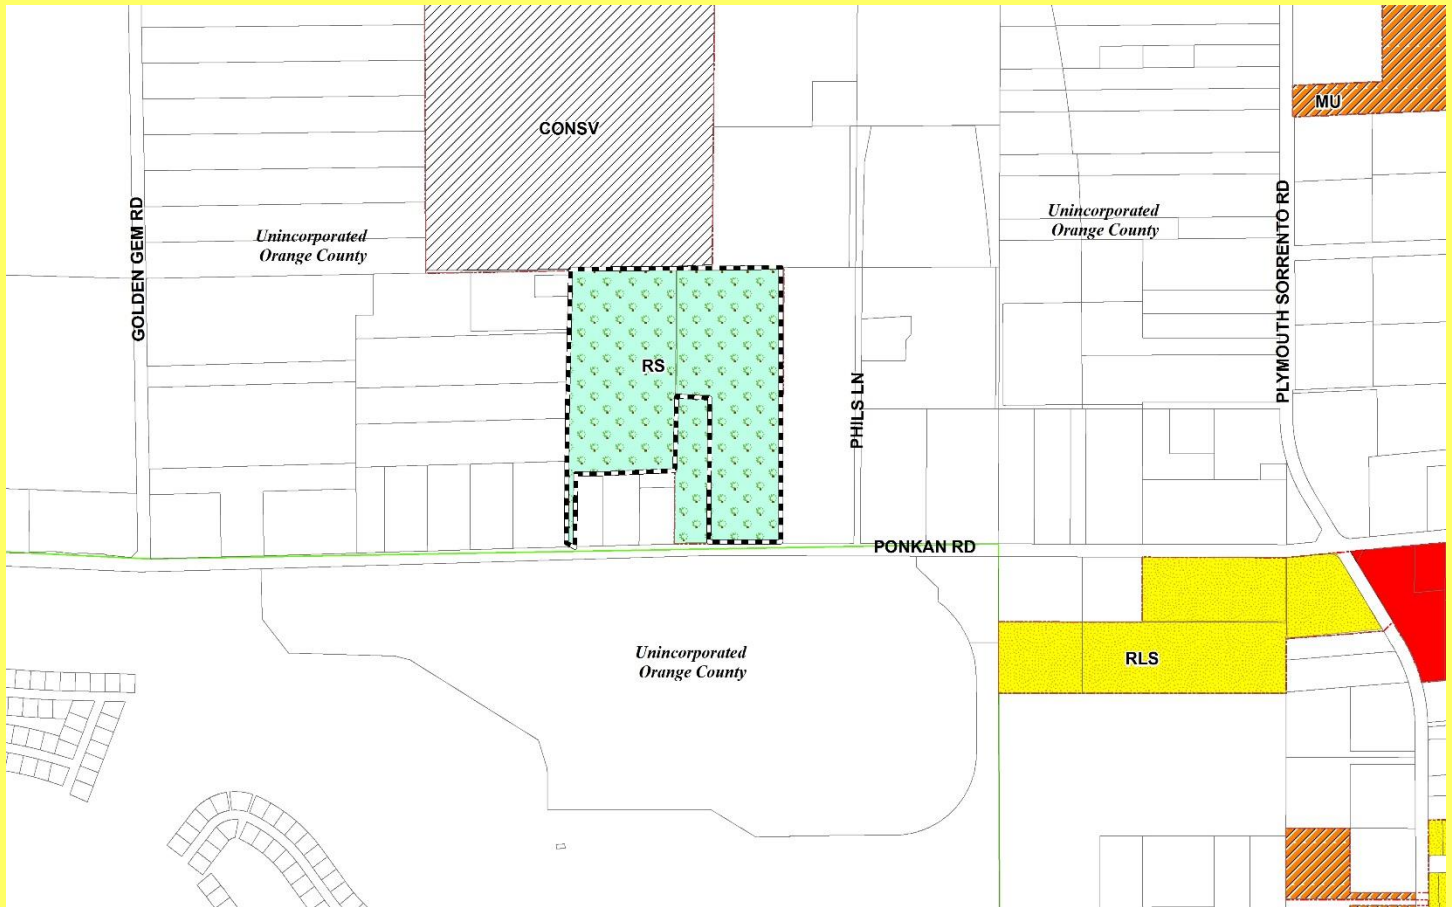 MU
CONSV
GOLDEN GEM RD
Unincorporated
Orange County
Unincorporated
Orange County
PLYMOUTH SORRENTO RD
RS
PHILS LN
PONKAN RD
Unincorporated
Orange County
RLS